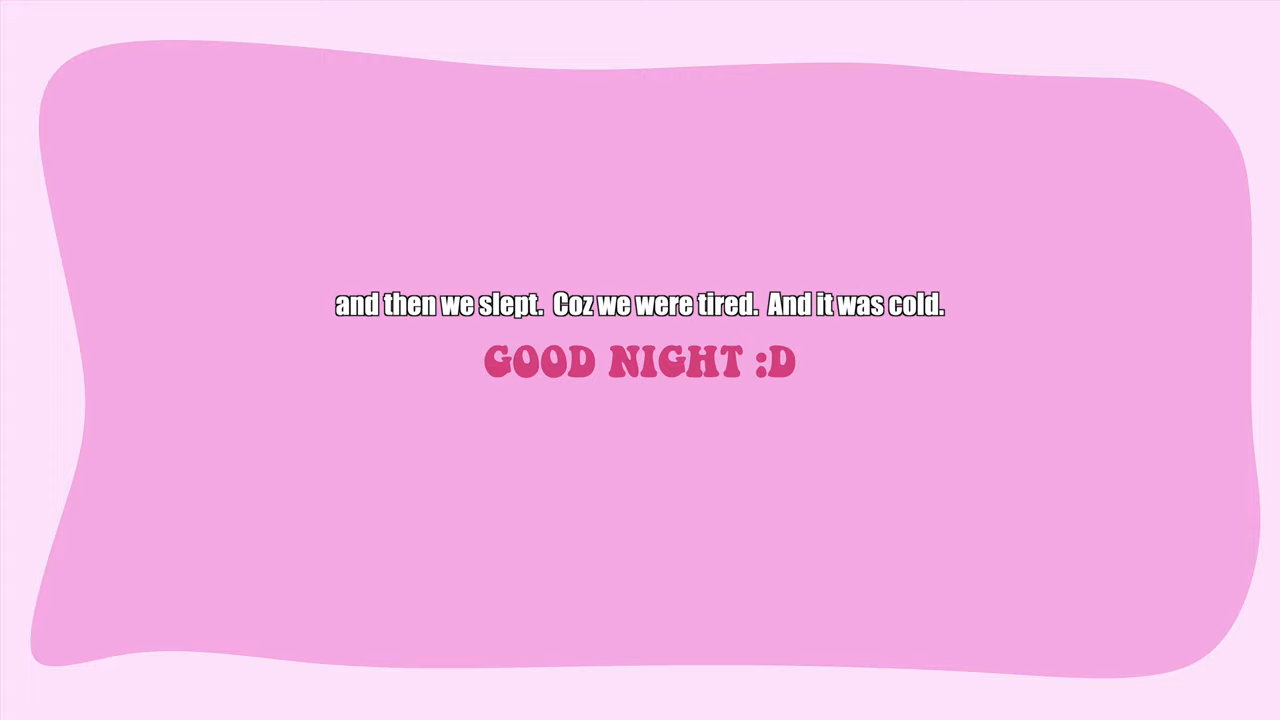 and then we slept.  Coz we were tired.  And it was cold.
GOOD NIGHT :D